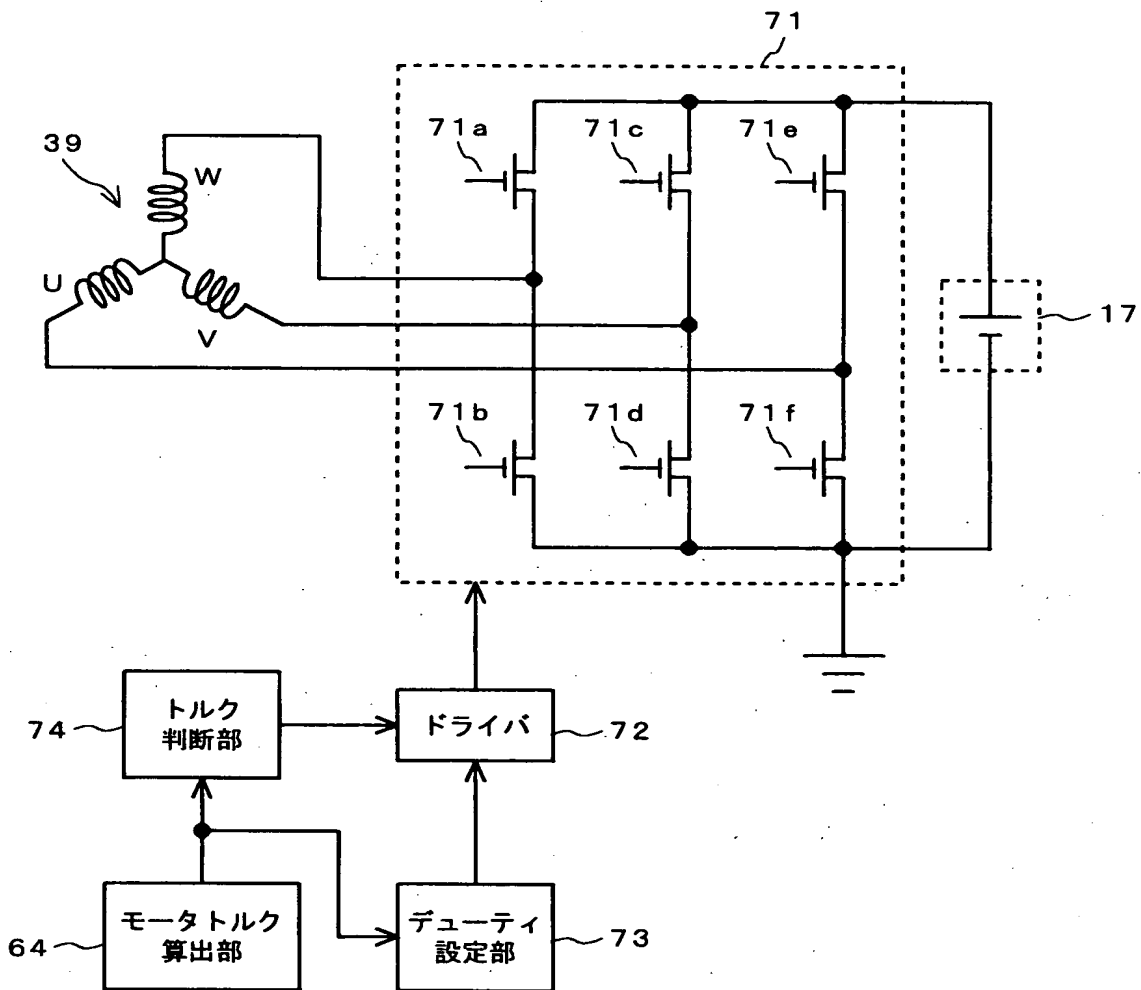 71
39
W
U
V
71a
71c
71e
17
71b
71d
71f
74
トルク
判断部
ドライバ
72
64
モータトルク
算出部
デューティ
設定部
73